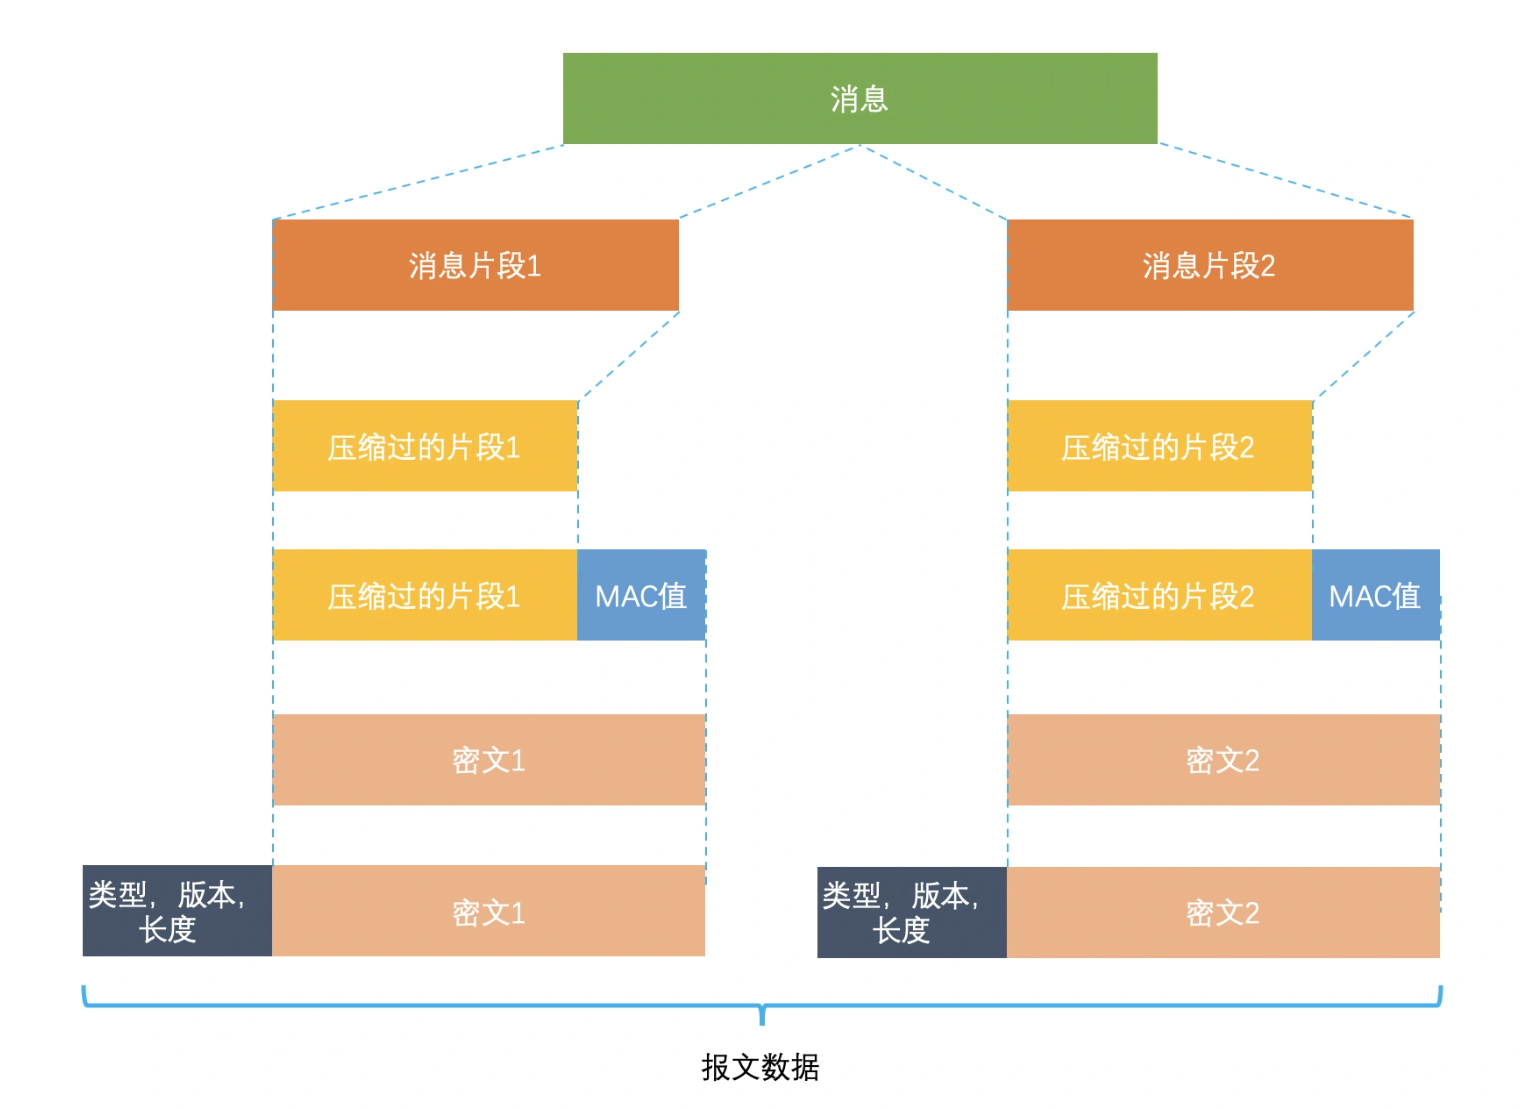 消息
消息片段1
消息片段2
压缩过的片段1
压缩过的片段2
压缩过的片段1
MAC值
压缩过的片段2
MAC值
密文1
密文2
类型，版本，
长度
密文1
类型，版本，
长度
密文2
报文数据